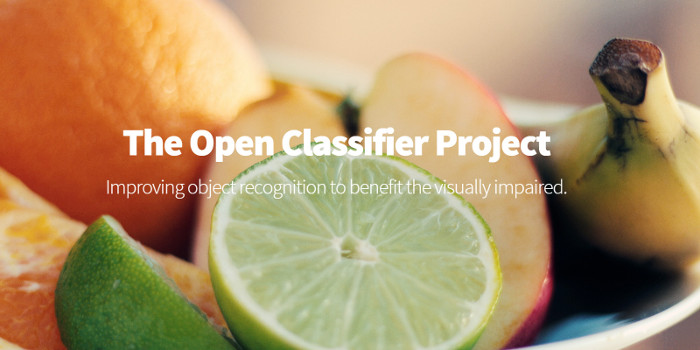 The Open Classifier Project
Improving object recognition to benefit the visually impaired.